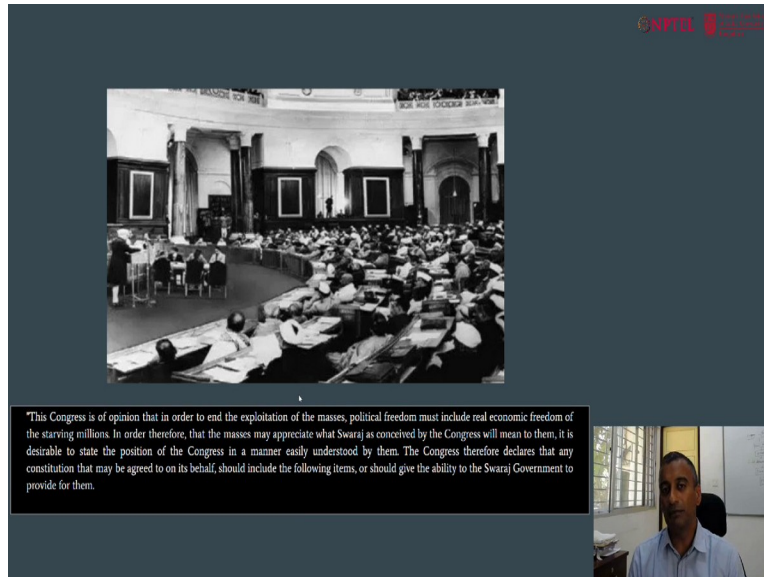 NPTEL
"This Congress is of opinion that in order to end the exploitation of the masses, political freedom must include real economic freedom of
the starving millions. In order therefore, that the masses may appreciate what Swaraj as conceived by the Congress will mean to them, it is
desirable to state the position of the Congress in a manner easily understood by them. The Congress therefore declares that any
constitution that may be agreed to on its behalf, should include the following items, or should give the ability to the Swaraj Government to
provide for them.